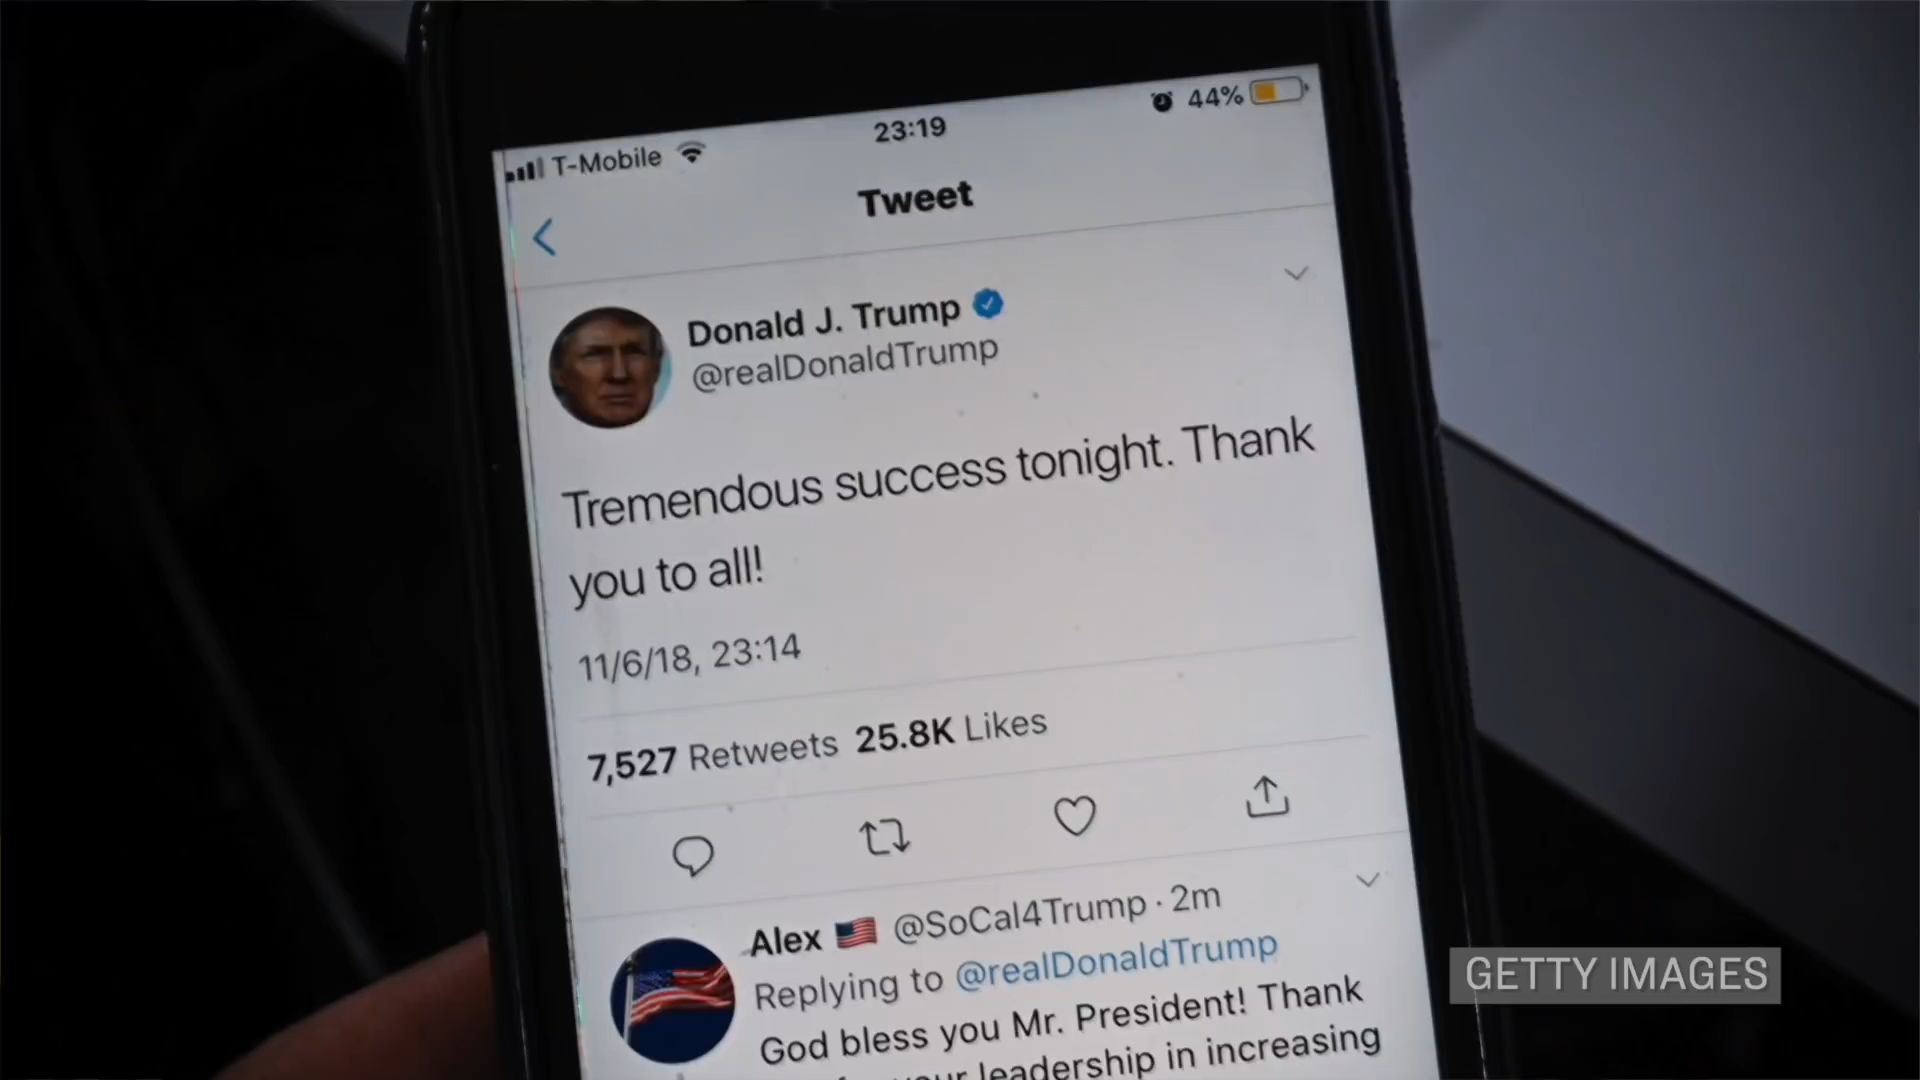 T-Mobile 23:19 44%
Tweet
Donald J. Trump
@realDonaldTrump
Tremendous success tonight. Thank
you to all!
11/6/18, 23:14
7,527 Retweets 25.8K Likes
Alex @SoCal4Trump · 2m
Replying to @realDonaldTrump
God bless you Mr. President! Thank
leadership in increasing
GETTY IMAGES